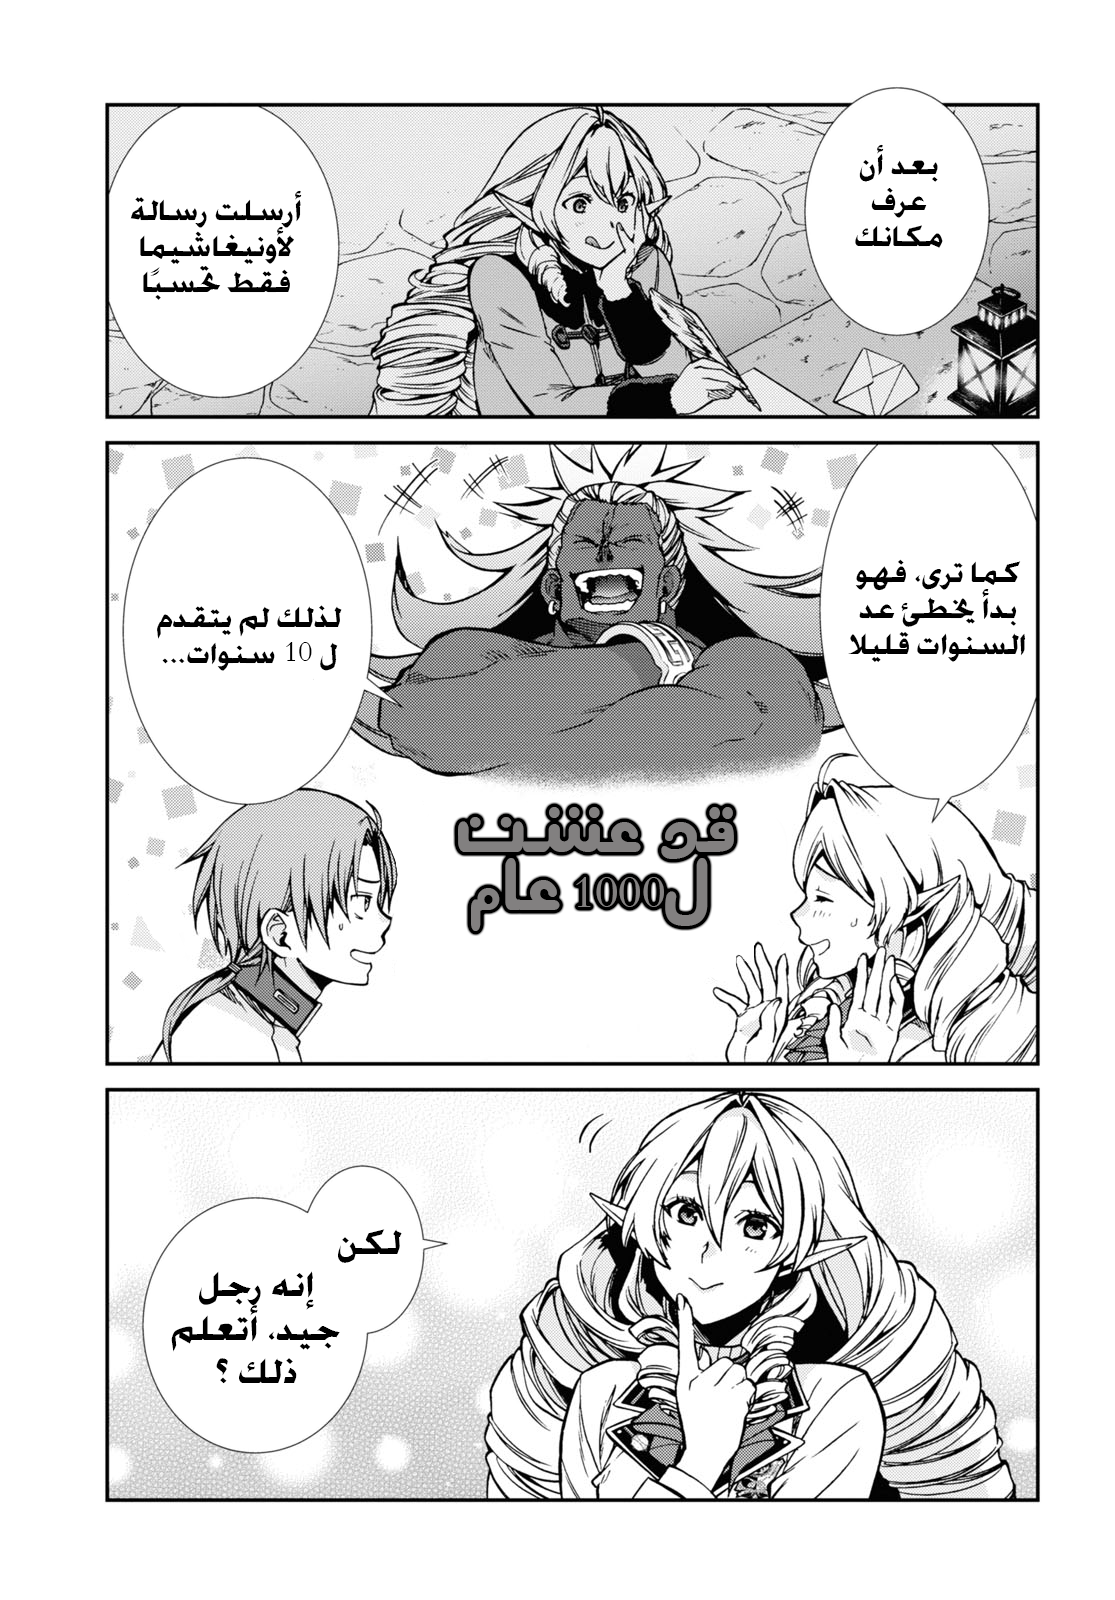 بعد أن
عرف
مكانك
أرسلت رسالة
لأونيغاشيما
فقط تحسبًا
كما ترى، فهو
بدأ يخطئ عد
السنوات قليلا
لذلك لم يتقدم
ل 10 سنوات...
قد عشت
ل1000 عام
لكن
إنه رجل
جيد، أتعلم
ذلك ؟